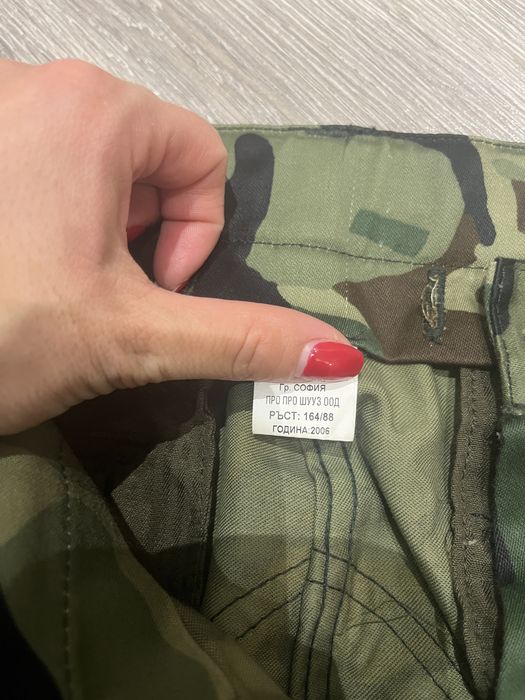 Гр. СОФИЯ
ПРО ПРО ШУУЗ ООД
РЪСТ: 164/88
ГОДИНА:2006